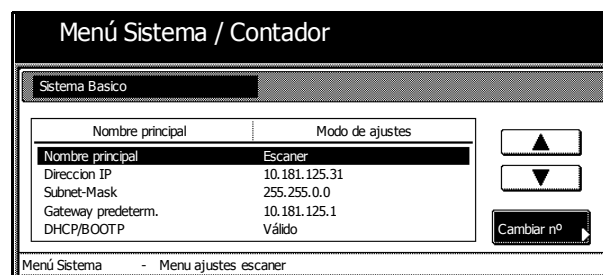 Menú Sistema / Contador
Sistema Basico
Nombre principal Modo de ajustes
Nombre principal Escaner
Direccion IP 10.181.125.31
Subnet-Mask 255.255.0.0
Gateway predeterm. 10.181.125.1
DHCP/BOOTP Válido
Cambiar nº
Menú Sistema - Menu ajustes escaner